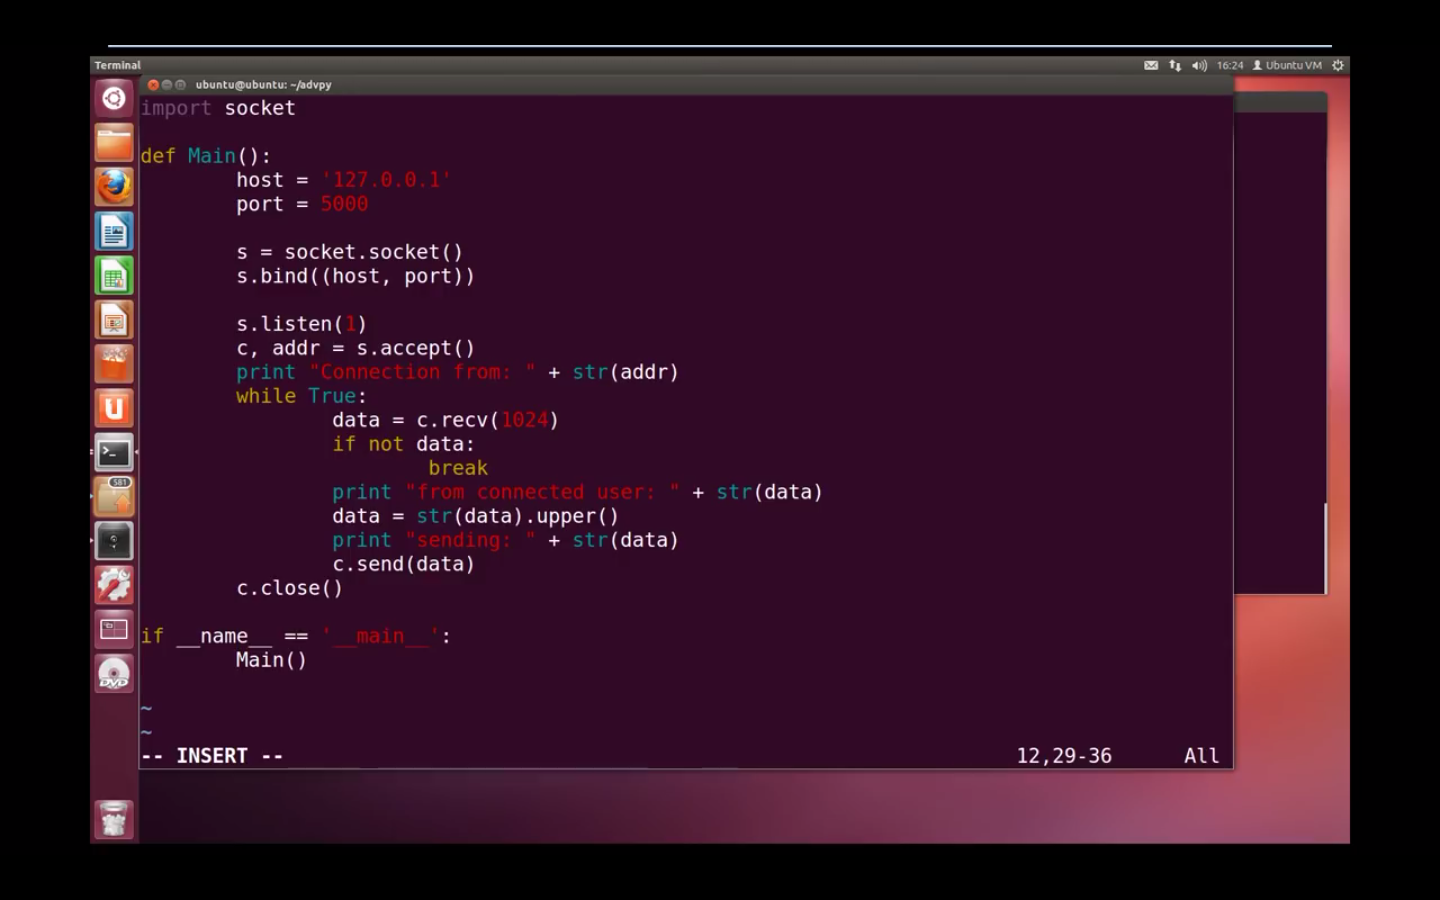 Terminal
16:24 Ubuntu VM
ubuntu@ubuntu: ~/advpy
import socket
def Main():
host = '127.0.0.1'
port = 5000
s = socket.socket()
s.bind((host, port))
s.listen(1)
c, addr = s.accept()
print "Connection from: " + str(addr)
while True:
data = c.recv(1024)
if not data:
break
print "from connected user: " + str(data)
data = str(data).upper()
print "sending: " + str(data)
c.send(data)
c.close()
if __name__ == '__main__':
Main()
~
~
-- INSERT -- 12,29-36 All
581
DVD